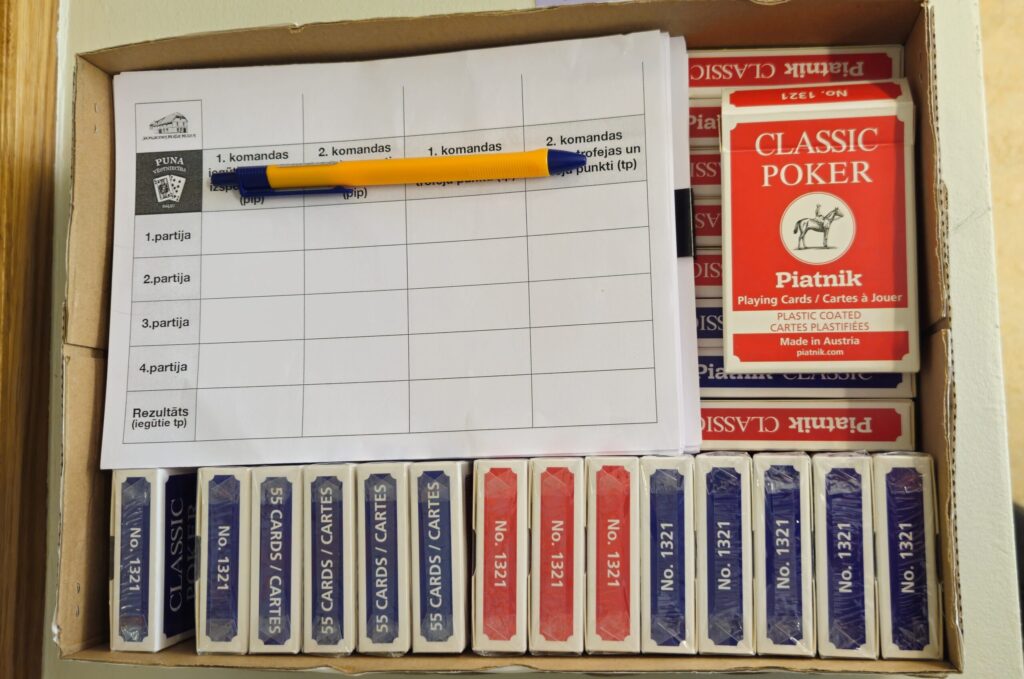 PUŅA
1. komandas
2. komandas
1. komandas
2. komandas
trofejas un
punkti (tp)
(pip)
(pip)
1.partija
2.partija
3.partija
4.partija
Rezultāts
(iegūtie tp)
Piatnik CLASSIC
No. 1321
CLASSIC
POKER
Piatnik
Playing Cards / Cartes à Jouer
PLASTIC COATED
CARTES PLASTIFIÉES
Made in Austria
piatnik.com
Piatnik CLASSIC
Piatnik CLASSIC
No. 1321
CLASSIC
POKER
No. 1321
55 CARDS / CARTES
55 CARDS / CARTES
55 CARDS / CARTES
55 CARDS / CARTES
No. 1321
No. 1321
No. 1321
No. 1321
No. 1321
No. 1321
No. 1321
No. 1321